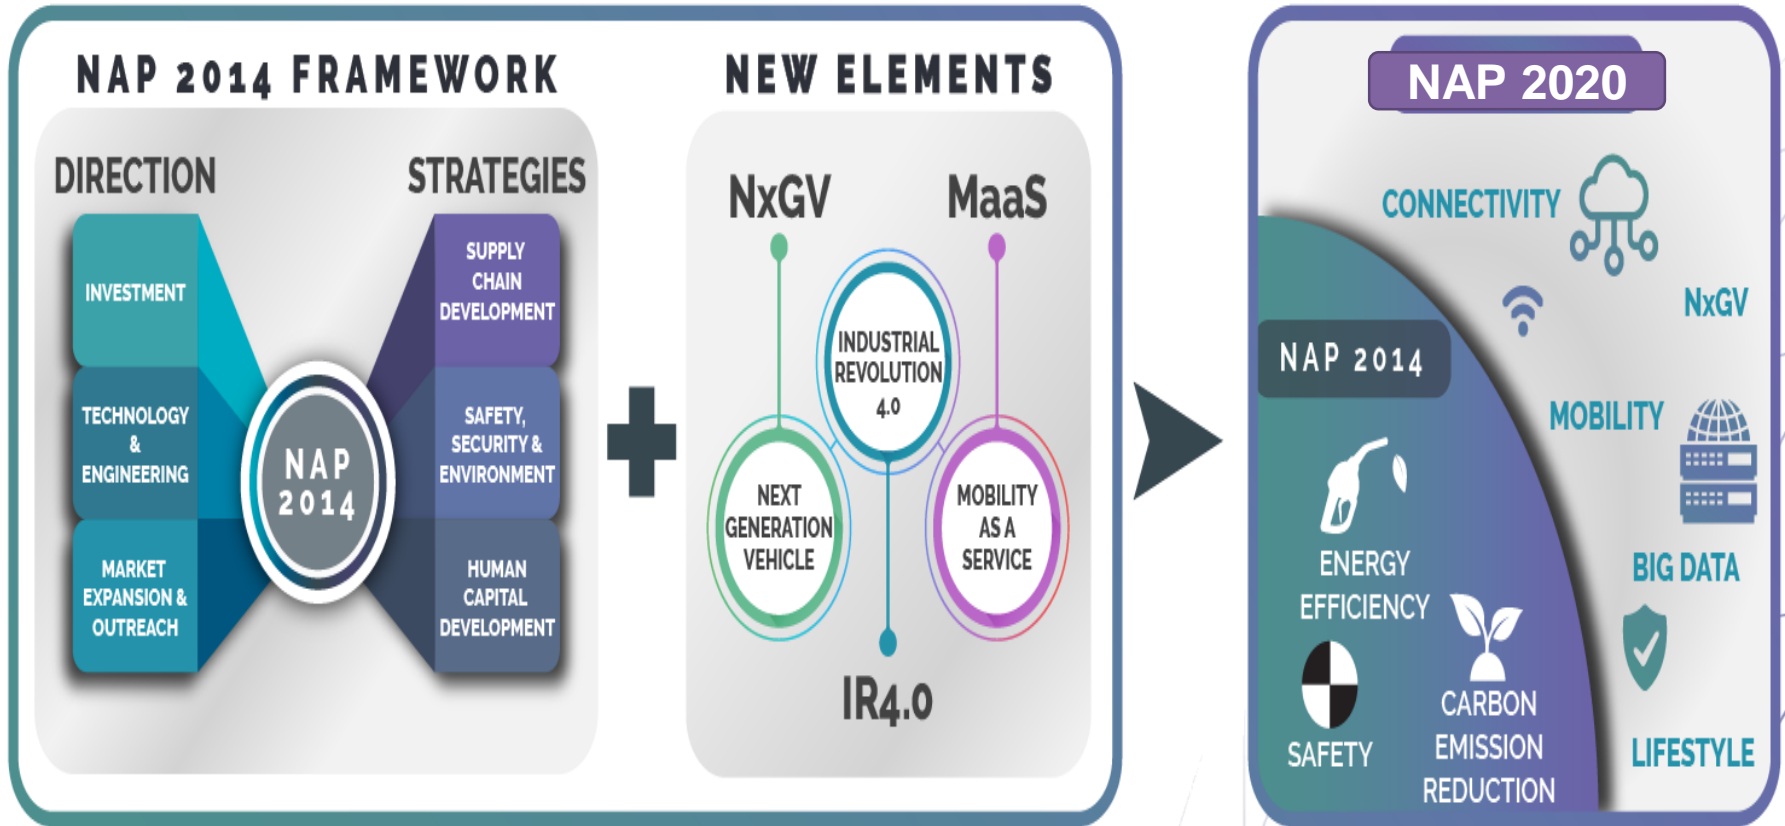 NAP 2014 FRAMEWORK
DIRECTION
STRATEGIES
INVESTMENT
TECHNOLOGY
&
ENGINEERING
MARKET
EXPANSION &
OUTREACH
NAP
2014
SUPPLY
CHAIN
DEVELOPMENT
SAFETY,
SECURITY &
ENVIRONMENT
HUMAN
CAPITAL
DEVELOPMENT
NEW ELEMENTS
NxGV
MaaS
INDUSTRIAL
REVOLUTION
4.0
NEXT
GENERATION
VEHICLE
MOBILITY
AS A
SERVICE
IR4.0
NAP 2020
CONNECTIVITY
NxGV
MOBILITY
BIG DATA
LIFESTYLE
NAP 2014
ENERGY
EFFICIENCY
SAFETY
CARBON
EMISSION
REDUCTION